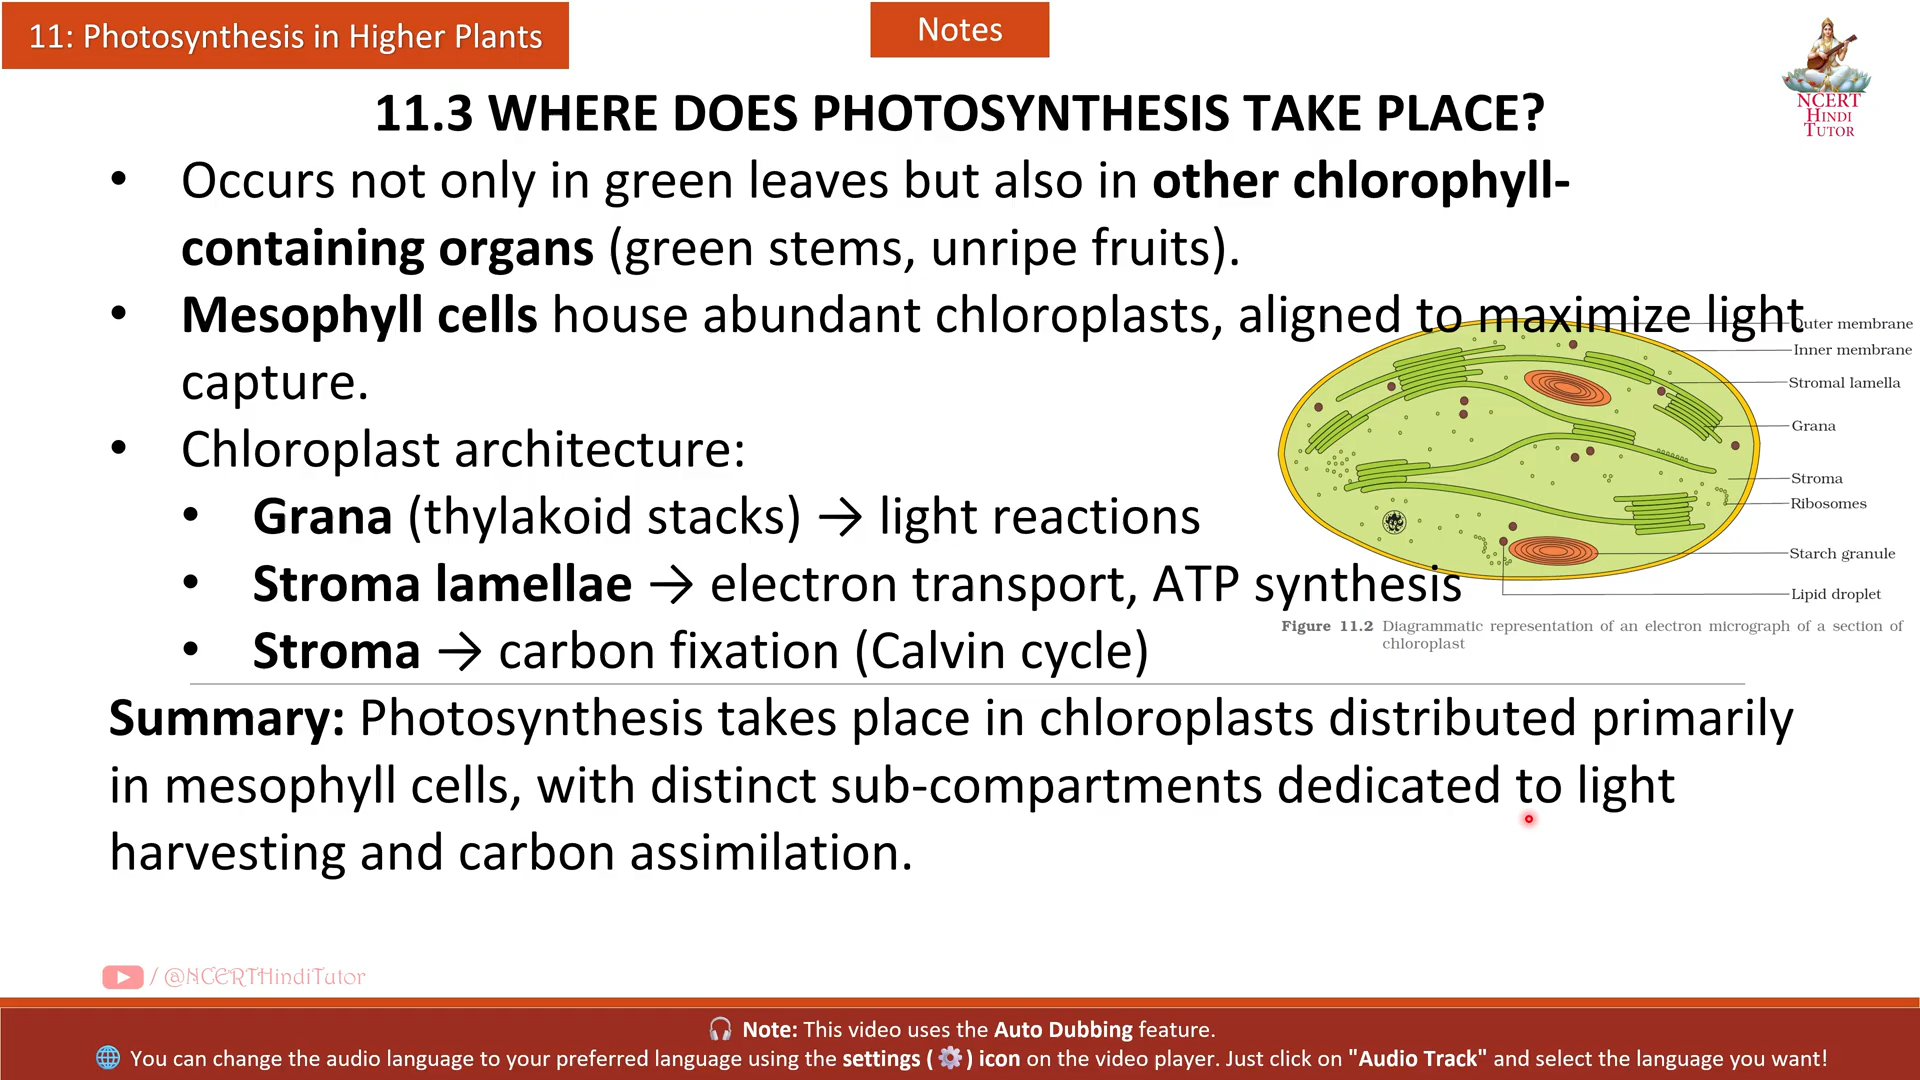 11: Photosynthesis in Higher Plants
Notes
NCERT
HINDI
TUTOR
11.3 WHERE DOES PHOTOSYNTHESIS TAKE PLACE?
• Occurs not only in green leaves but also in other chlorophyll-
containing organs (green stems, unripe fruits).
• Mesophyll cells house abundant chloroplasts, aligned to maximize light
capture.
• Chloroplast architecture:
• Grana (thylakoid stacks) → light reactions
• Stroma lamellae → electron transport, ATP synthesis
• Stroma → carbon fixation (Calvin cycle)
Outer membrane
Inner membrane
Stromal lamella
Grana
Stroma
Ribosomes
Starch granule
Lipid droplet
Figure 11.2 Diagrammatic representation of an electron micrograph of a section of
chloroplast
Summary: Photosynthesis takes place in chloroplasts distributed primarily
in mesophyll cells, with distinct sub-compartments dedicated to light
harvesting and carbon assimilation.
/ @NCERTHindiTutor
🎧 Note: This video uses the Auto Dubbing feature.
🌐 You can change the audio language to your preferred language using the settings ( ⚙️ ) icon on the video player. Just click on "Audio Track" and select the language you want!